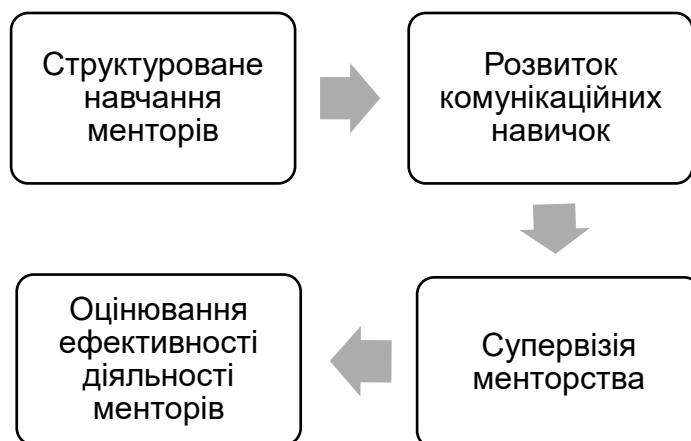 Структуроване
навчання
менторів
Розвиток
комунікаційних
навичок
Супервізія
менторства
Оцінювання
ефективності
діяльності
менторів